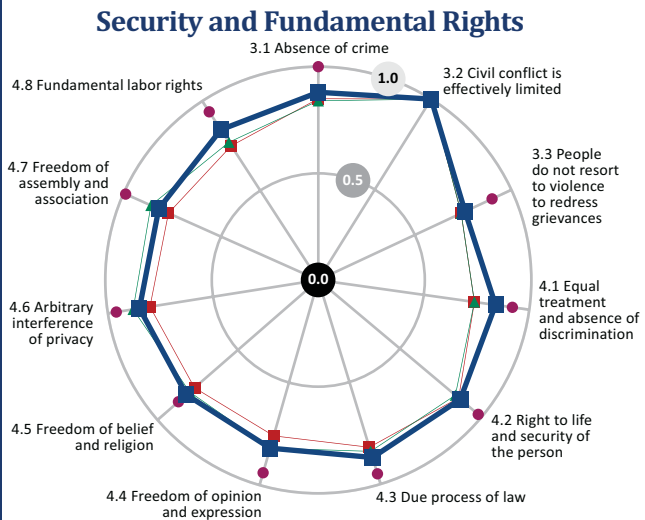 Security and Fundamental Rights
3.1 Absence of crime
1.0
3.2 Civil conflict is
effectively limited
4.8 Fundamental labor rights
3.3 People
do not resort
to violence
to redress
grievances
4.7 Freedom of
assembly and
association
0.5
0.0
4.1 Equal
treatment
and absence of
discrimination
4.6 Arbitrary
interference
of privacy
4.2 Right to life
and security of
the person
4.5 Freedom of belief
and religion
4.4 Freedom of opinion
and expression
4.3 Due process of law